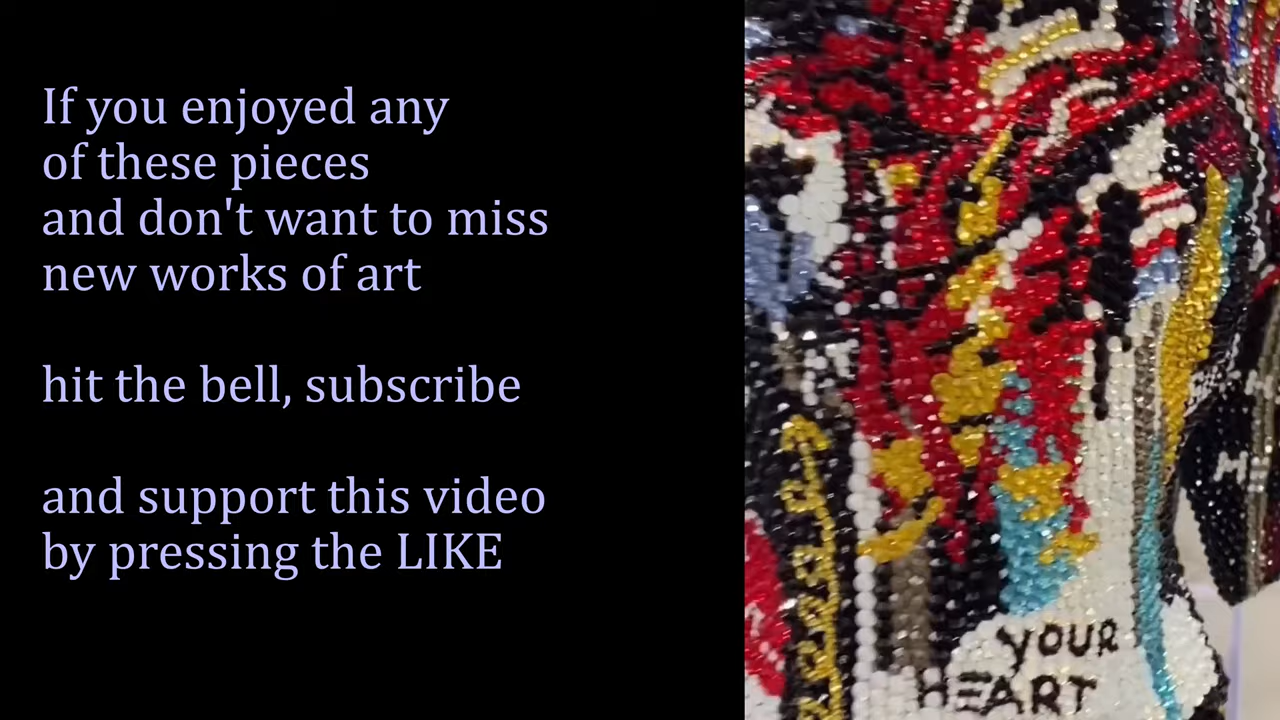 If you enjoyed any
of these pieces
and don't want to miss
new works of art
hit the bell, subscribe
and support this video
by pressing the LIKE
YOUR
HEART